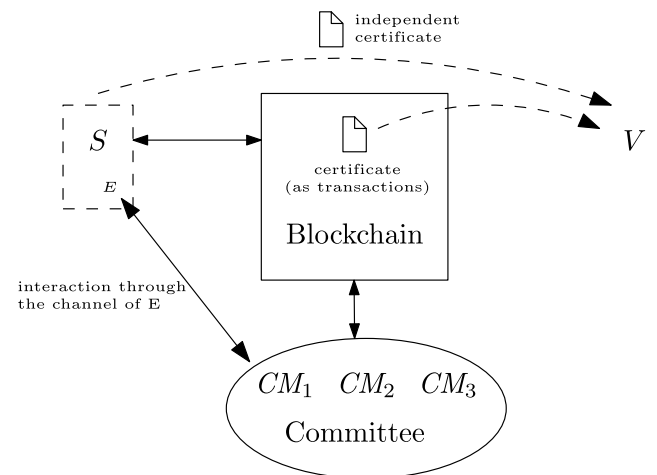 independent
certificate
S
E
certificate
(as transactions)
V
Blockchain
interaction through
the channel of E
CM1 CM2 CM3
Committee